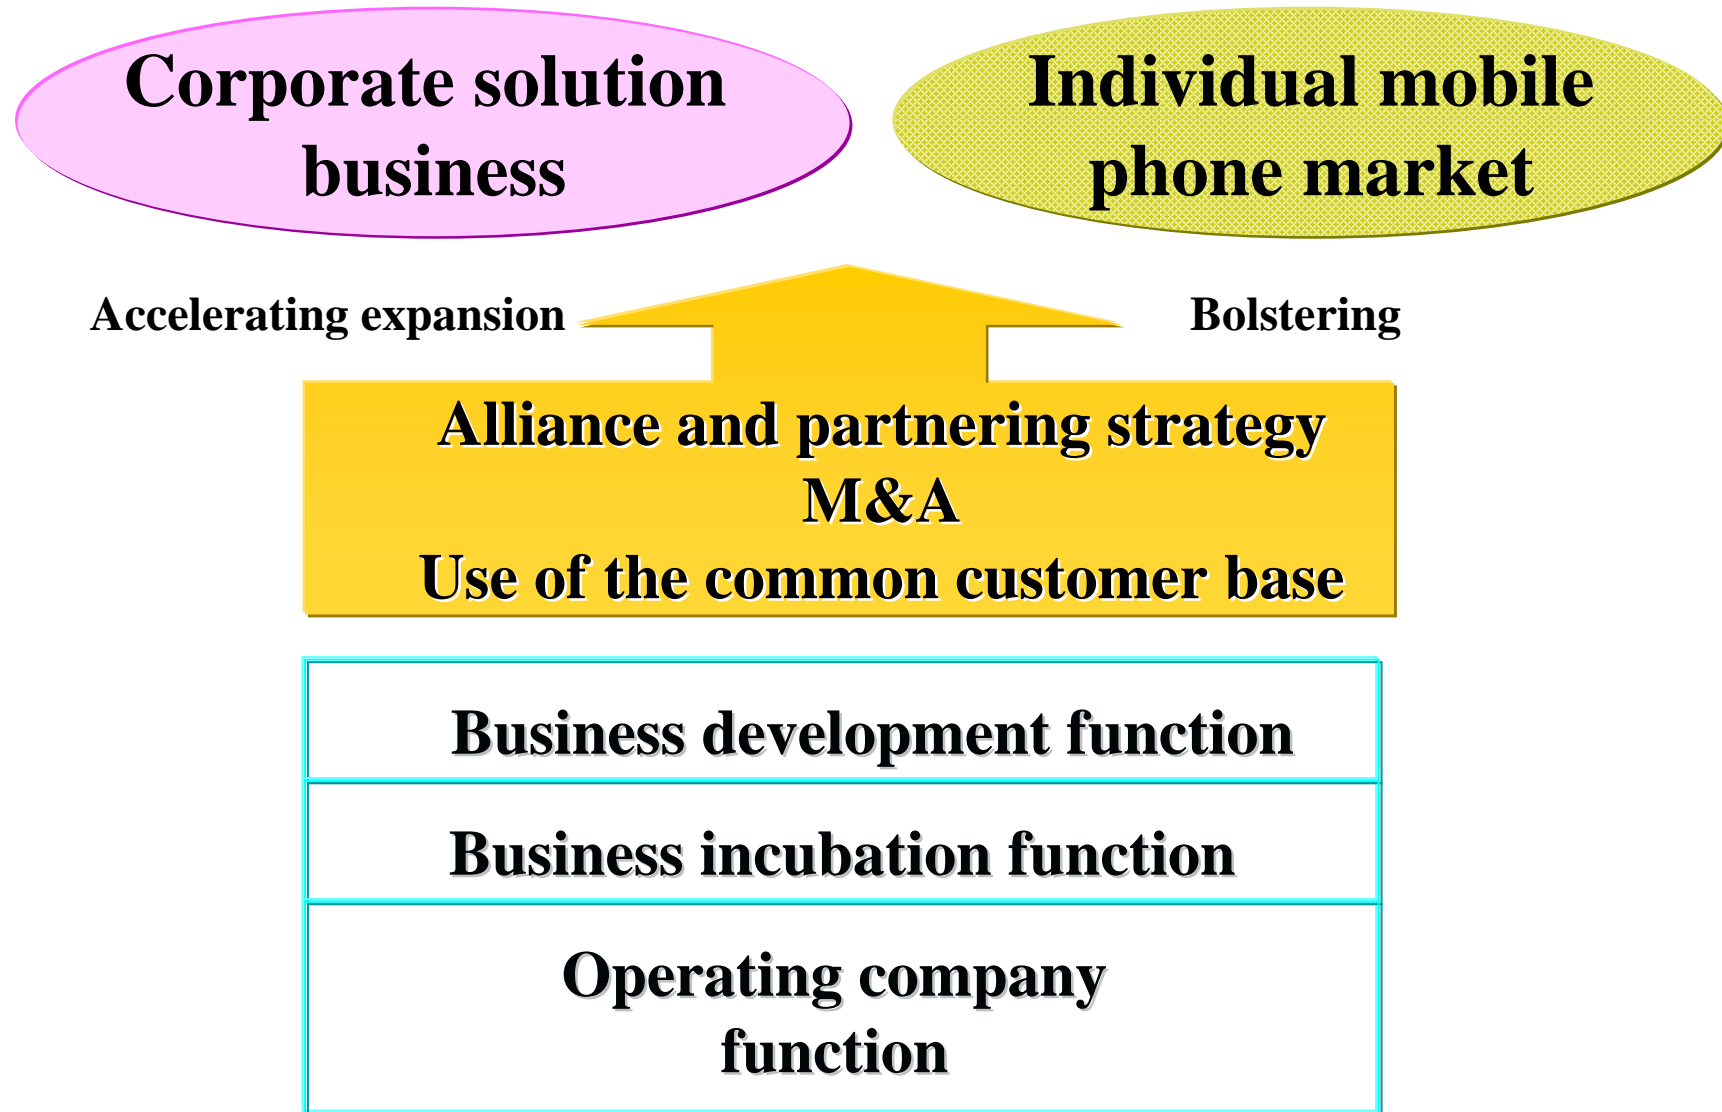 Corporate solution
business
Individual mobile
phone market
Accelerating expansion
Bolstering
Alliance and partnering strategy
M&A
Use of the common customer base
Business development function
Business incubation function
Operating company
function